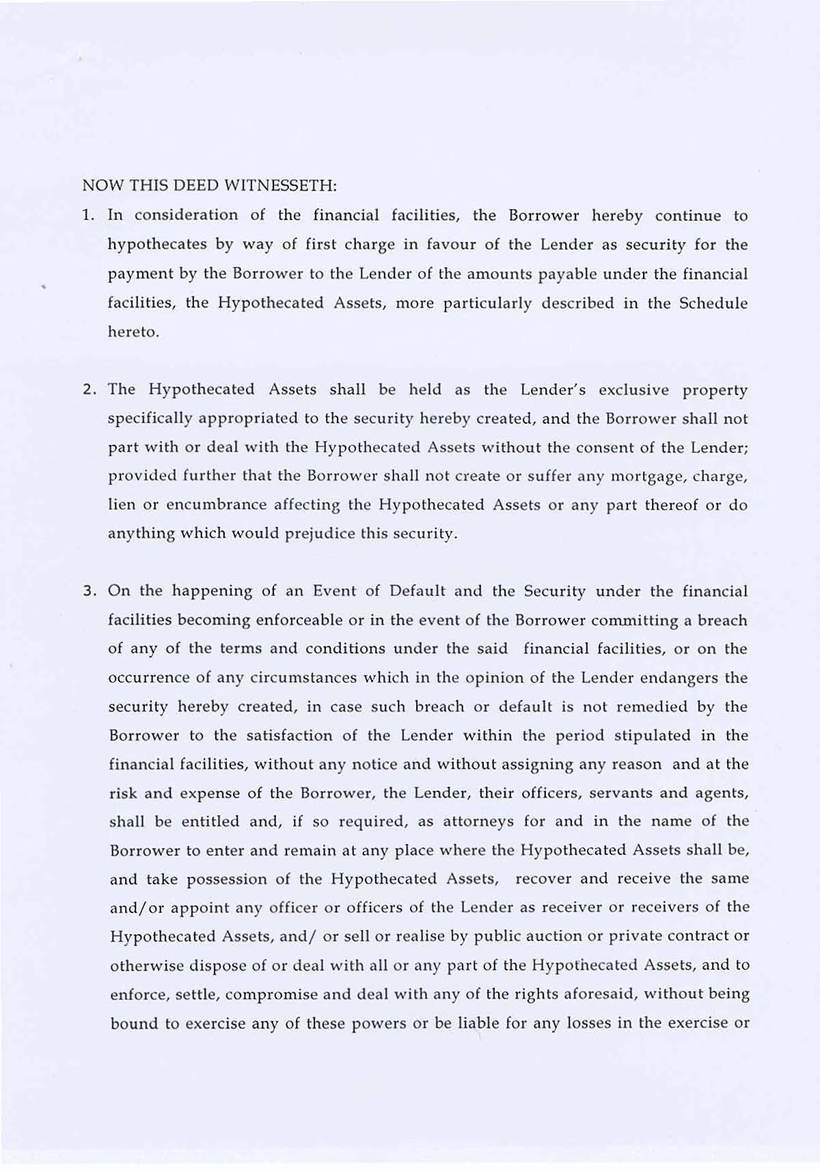 NOW THIS DEED WITNESSETH:
1. In consideration of the financial facilities, the Borrower hereby continue to
hypothecates by way of first charge in favour of the Lender as security for the
payment by the Borrower to the Lender of the amounts payable under the financial
facilities, the Hypothecated Assets, more particularly described in the Schedule
hereto.
2. The Hypothecated Assets shall be held as the Lender's exclusive property
specifically appropriated to the security hereby created, and the Borrower shall not
part with or deal with the Hypothecated Assets without the consent of the Lender;
provided further that the Borrower shall not create or suffer any mortgage, charge,
lien or encumbrance affecting the Hypothecated Assets or any part thereof or do
anything which would prejudice this security.
3. On the happening of an Event of Default and the Security under the financial
facilities becoming enforceable or in the event of the Borrower committing a breach
of any of the terms and conditions under the said financial facilities, or on the
occurrence of any circumstances which in the opinion of the Lender endangers the
security hereby created, in case such breach or default is not remedied by the
Borrower to the satisfaction of the Lender within the period stipulated in the
financial facilities, without any notice and without assigning any reason and at the
risk and expense of the Borrower, the Lender, their officers, servants and agents,
shall be entitled and, if so required, as attorneys for and in the name of the
Borrower to enter and remain at any place where the Hypothecated Assets shall be,
and take possession of the Hypothecated Assets, recover and receive the same
and/or appoint any officer or officers of the Lender as receiver or receivers of the
Hypothecated Assets, and/ or sell or realise by public auction or private contract or
otherwise dispose of or deal with all or any part of the Hypothecated Assets, and to
enforce, settle, compromise and deal with any of the rights aforesaid, without being
bound to exercise any of these powers or be liable for any losses in the exercise or